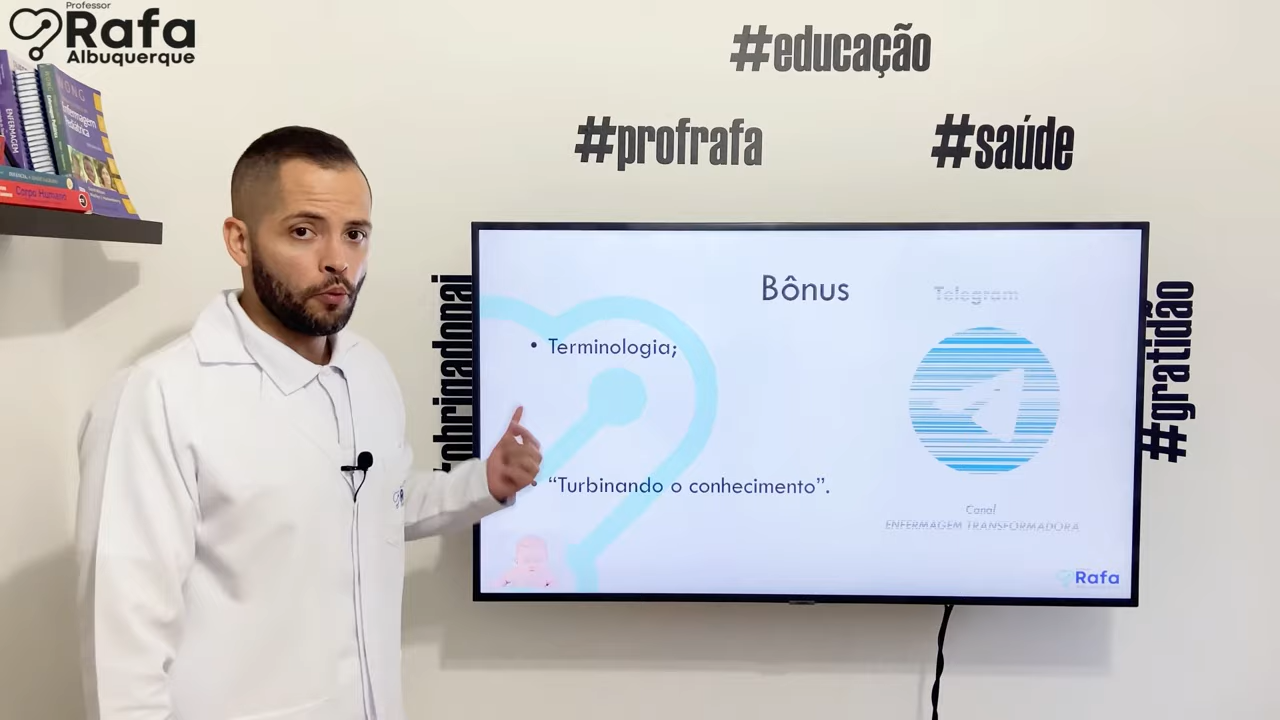 Professor
Rafa
Albuquerque
#educação
#profrafa
#saúde
WONG
Enfermagem
Pediátrica
ENFERMAGEM
Corpo Humano
#gratidão
Bônus
Telegram
• Terminologia;
• “Turbinando o conhecimento”.
Canal
ENFERMAGEM TRANSFORMADORA
Rafa